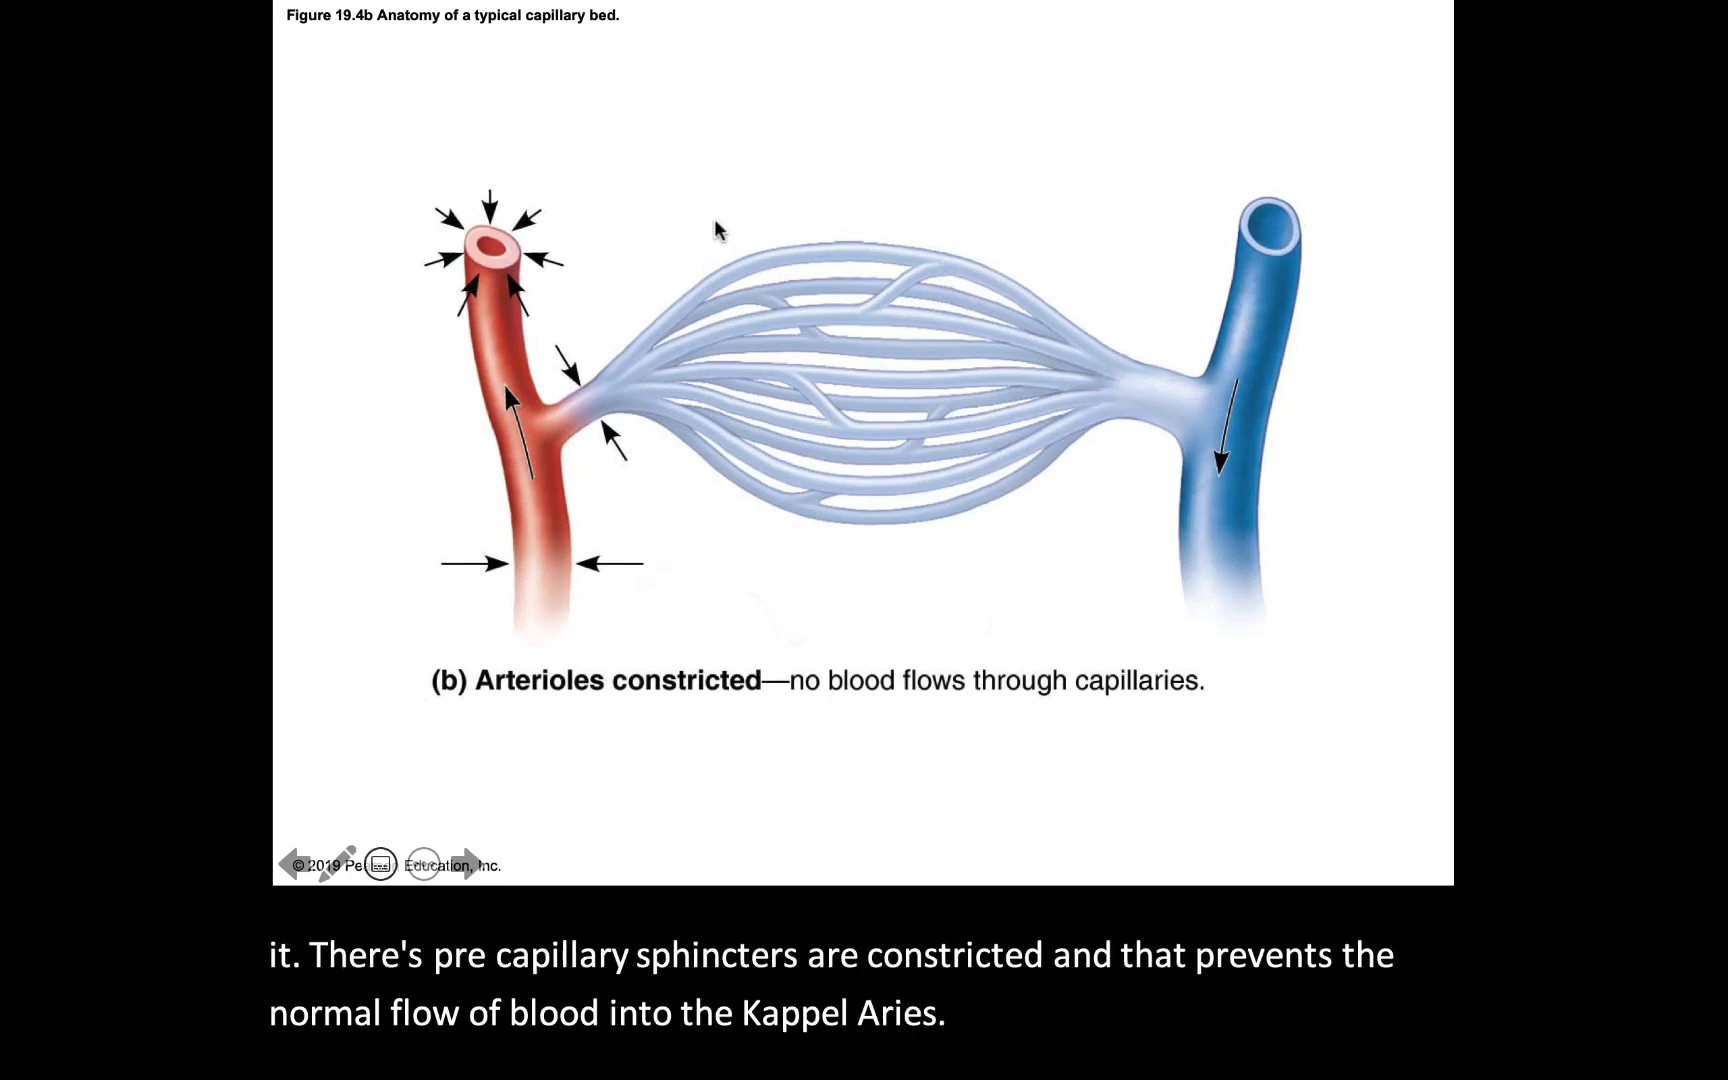 Figure 19.4b Anatomy of a typical capillary bed.
(b) Arterioles constricted—no blood flows through capillaries.
© 2019 Pearson Education, Inc.
it. There's pre capillary sphincters are constricted and that prevents the
normal flow of blood into the Kappel Aries.